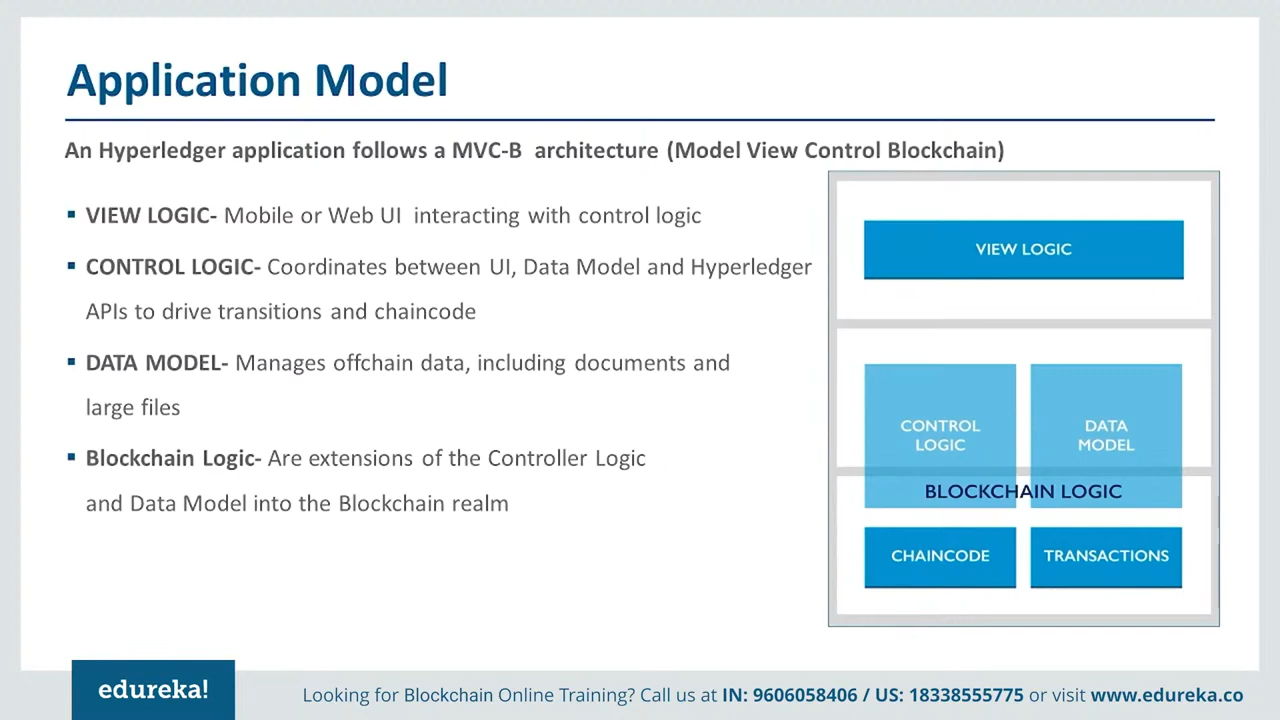 Application Model
An Hyperledger application follows a MVC-B architecture (Model View Control Blockchain)
▪ VIEW LOGIC- Mobile or Web UI interacting with control logic
▪ CONTROL LOGIC- Coordinates between UI, Data Model and Hyperledger
APIs to drive transitions and chaincode
▪ DATA MODEL- Manages offchain data, including documents and
large files
▪ Blockchain Logic- Are extensions of the Controller Logic
and Data Model into the Blockchain realm
VIEW LOGIC
CONTROL
LOGIC
DATA
MODEL
BLOCKCHAIN LOGIC
CHAINCODE
TRANSACTIONS
edureka!
Looking for Blockchain Online Training? Call us at IN: 9606058406 / US: 18338555775 or visit www.edureka.co